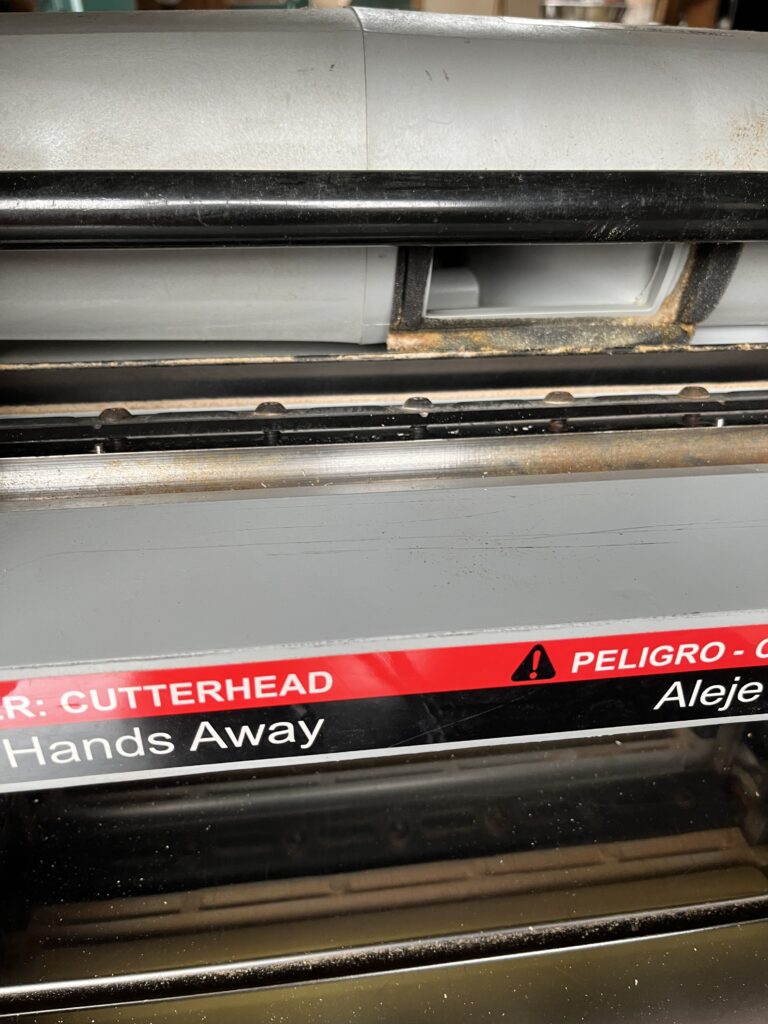 R: CUTTERHEAD
Hands Away
PELIGRO - C
Aleje